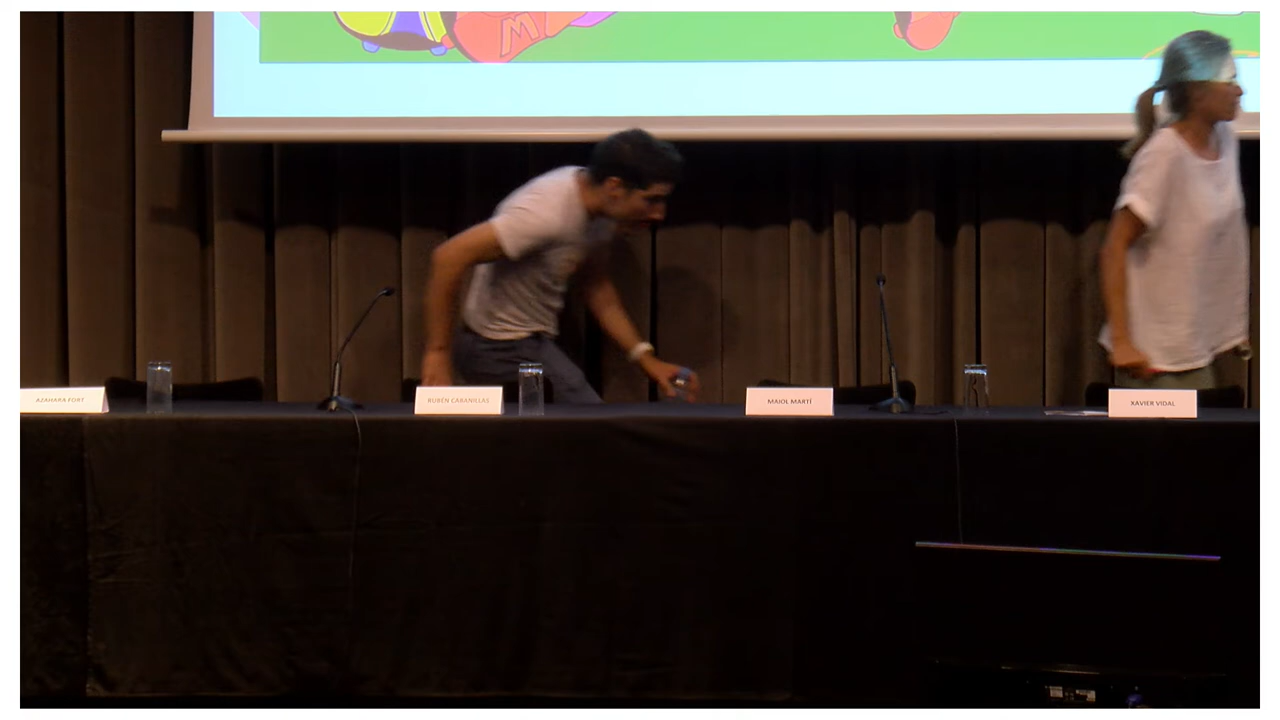 M
AZAHARA FORT
RUBÉN CABANILLAS
MAIOL MARTÍ
XAVIER VIDAL